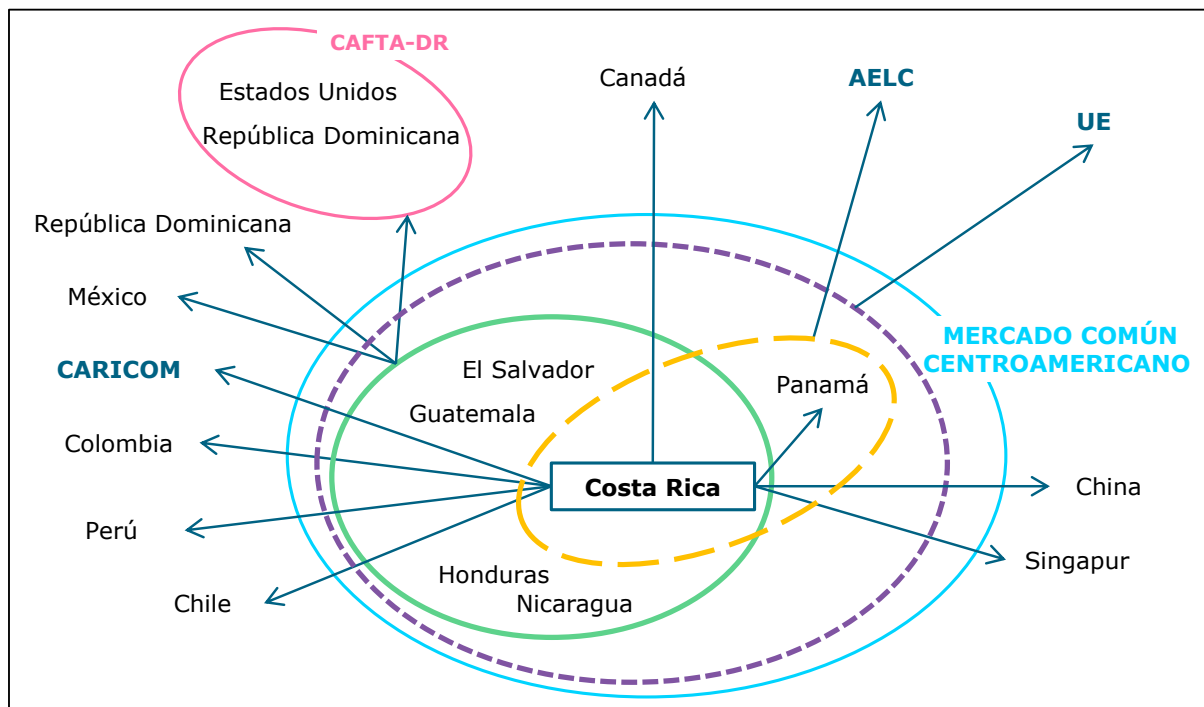 CAFTA-DR
Estados Unidos
República Dominicana
Canadá
AELC
UE
República Dominicana
México
CARICOM
Colombia
Perú
Chile
El Salvador
Guatemala
Costa Rica
Honduras
Nicaragua
Panamá
MERCADO COMÚN
CENTROAMERICANO
China
Singapur